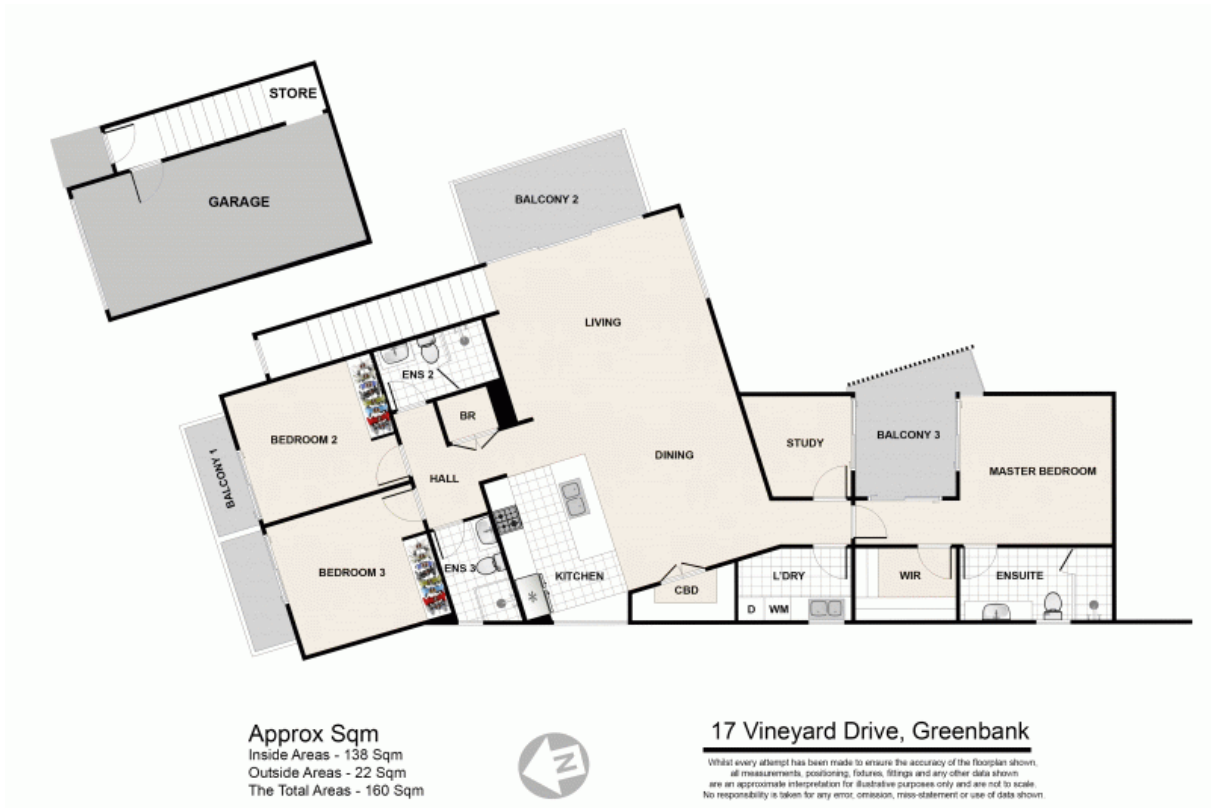 STORE
GARAGE
BALCONY 2
LIVING
ENS 2
BR
BEDROOM 2
BALCONY 1
HALL
DINING
STUDY
BALCONY 3
MASTER BEDROOM
BEDROOM 3
ENS 3
KITCHEN
CBD
L'DRY
D WM
WIR
ENSUITE
Approx Sqm
Inside Areas - 138 Sqm
Outside Areas - 22 Sqm
The Total Areas - 160 Sqm
N
17 Vineyard Drive, Greenbank
Whilst every attempt has been made to ensure the accuracy of the floorplan shown,
all measurements, positioning, fixtures, fittings and any other data shown
are an approximate interpretation for illustrative purposes only and are not to scale.
No responsibility is taken for any error, omission, miss-statement or use of data shown.